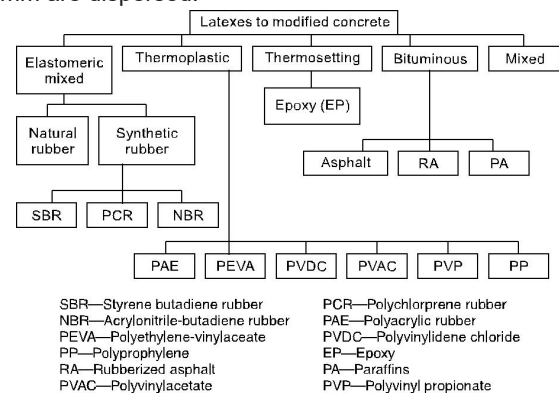 mm are dispersed.
Latexes to modified concrete
Elastomeric
mixed
Thermoplastic
Thermosetting
Bituminous
Mixed
Epoxy (EP)
Natural
rubber
Synthetic
rubber
Asphalt
RA
PA
SBR
PCR
NBR
PAE
PEVA
PVDC
PVAC
PVP
PP
SBR—Styrene butadiene rubber
NBR—Acrylonitrile-butadiene rubber
PEVA—Polyethylene-vinylaceate
PP—Polyprophylene
RA—Rubberized asphalt
PVAC—Polyvinylacetate
PCR—Polychlorprene rubber
PAE—Polyacrylic rubber
PVDC—Polyvinylidene chloride
EP—Epoxy
PA—Paraffins
PVP—Polyvinyl propionate